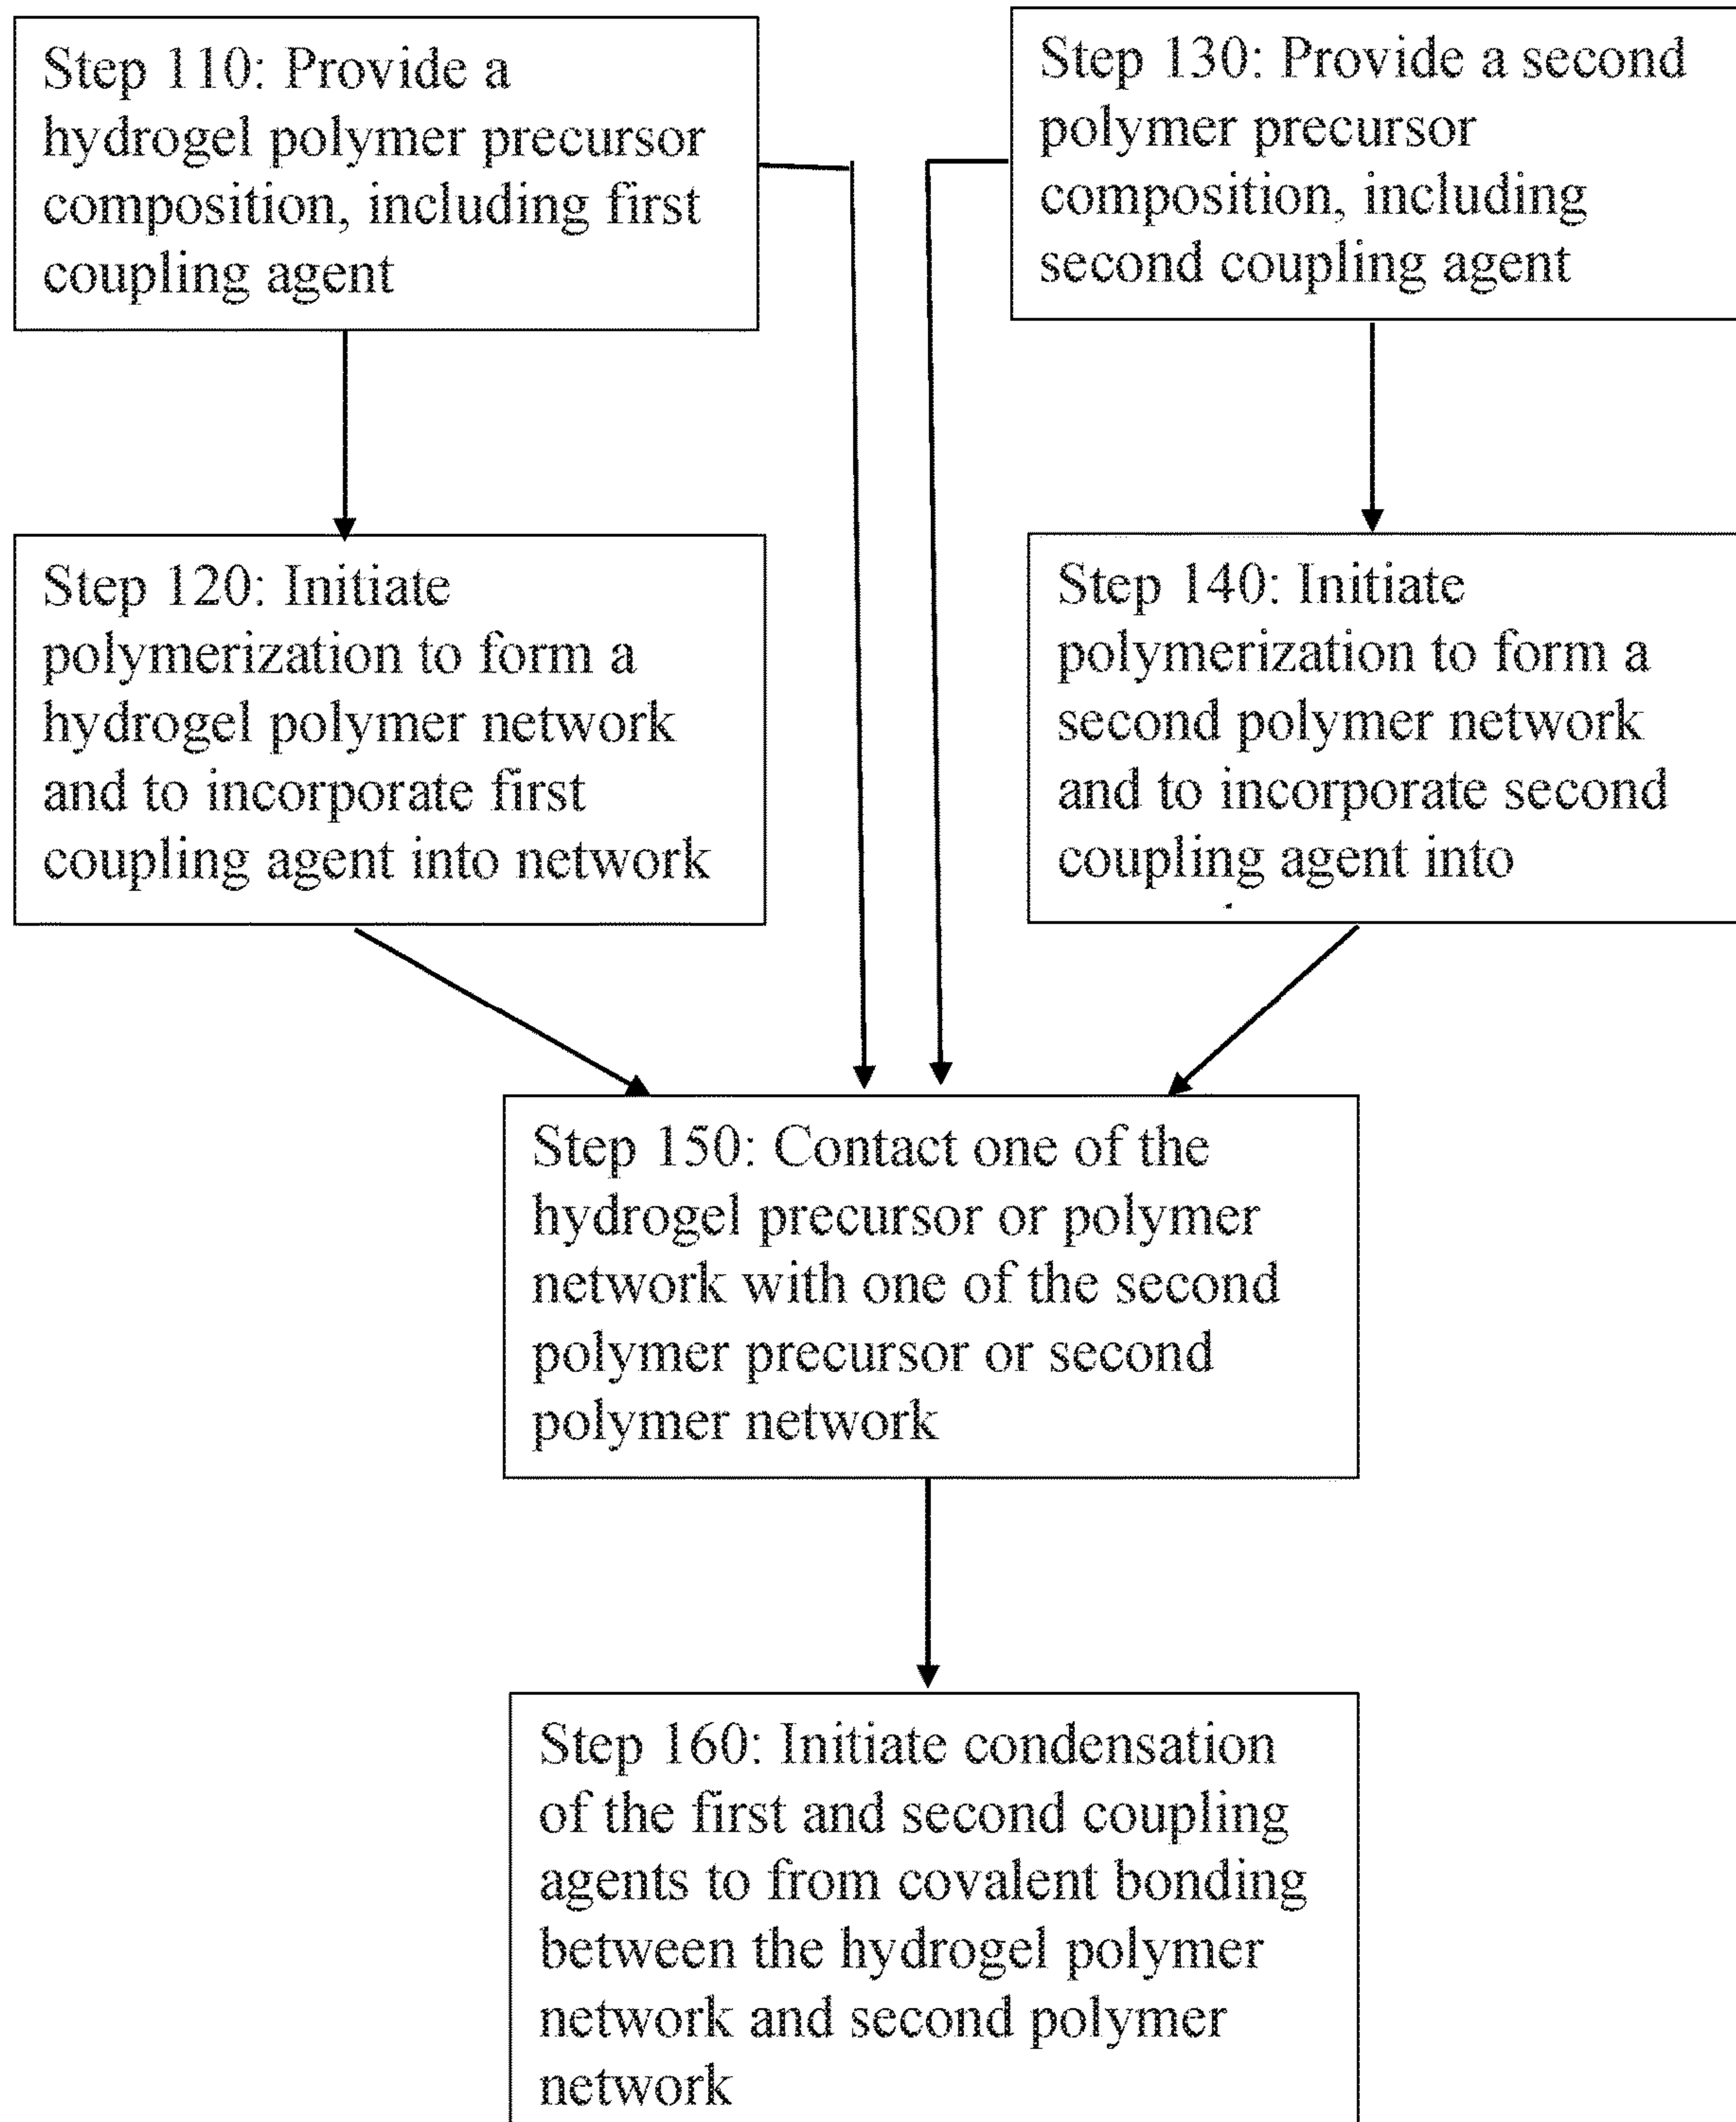 Step 110: Provide a
hydrogel polymer precursor
composition, including first
coupling agent
Step 130: Provide a second
polymer precursor
composition, including
second coupling agent
Step 120: Initiate
polymerization to form a
hydrogel polymer network
and to incorporate first
coupling agent into network
Step 140: Initiate
polymerization to form a
second polymer network
and to incorporate second
coupling agent into
Step 150: Contact one of the
hydrogel precursor or polymer
network with one of the second
polymer precursor or second
polymer network
Step 160: Initiate condensation
of the first and second coupling
agents to from covalent bonding
between the hydrogel polymer
network and second polymer
network